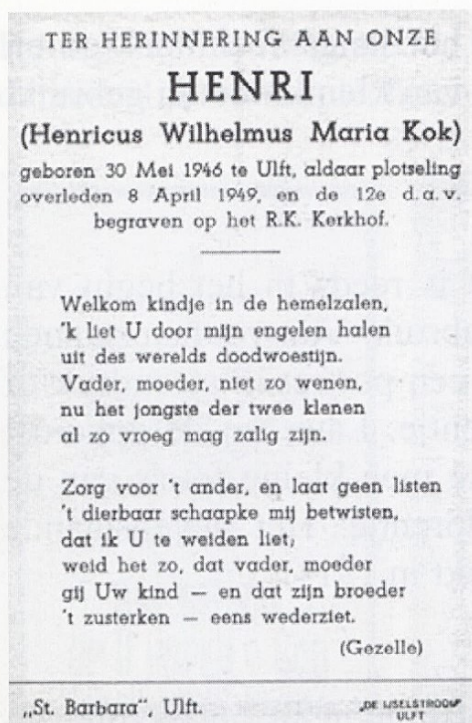 TER HERINNERING AAN ONZE
HENRI
(Henricus Wilhelmus Maria Kok)
geboren 30 Mei 1946 te Ulft, aldaar plotseling
overleden 8 April 1949, en de 12e d.a.v.
begraven op het R.K. Kerkhof.
Welkom kindje in de hemelzalen,
'k liet U door mijn engelen halen
uit des werelds doodwoestijn.
Vader, moeder, niet zo wenen,
nu het jongste der twee klenen
al zo vroeg mag zalig zijn.
Zorg voor 't ander, en laat geen listen
't dierbaar schaapke mij betwisten,
dat ik U te weiden liet;
weid het zo, dat vader, moeder
gij Uw kind — en dat zijn broeder
't zusterken — eens wederziet.
(Gezelle)
„St. Barbara", Ulft.
„DE IJSELSTROOM"
ULFT